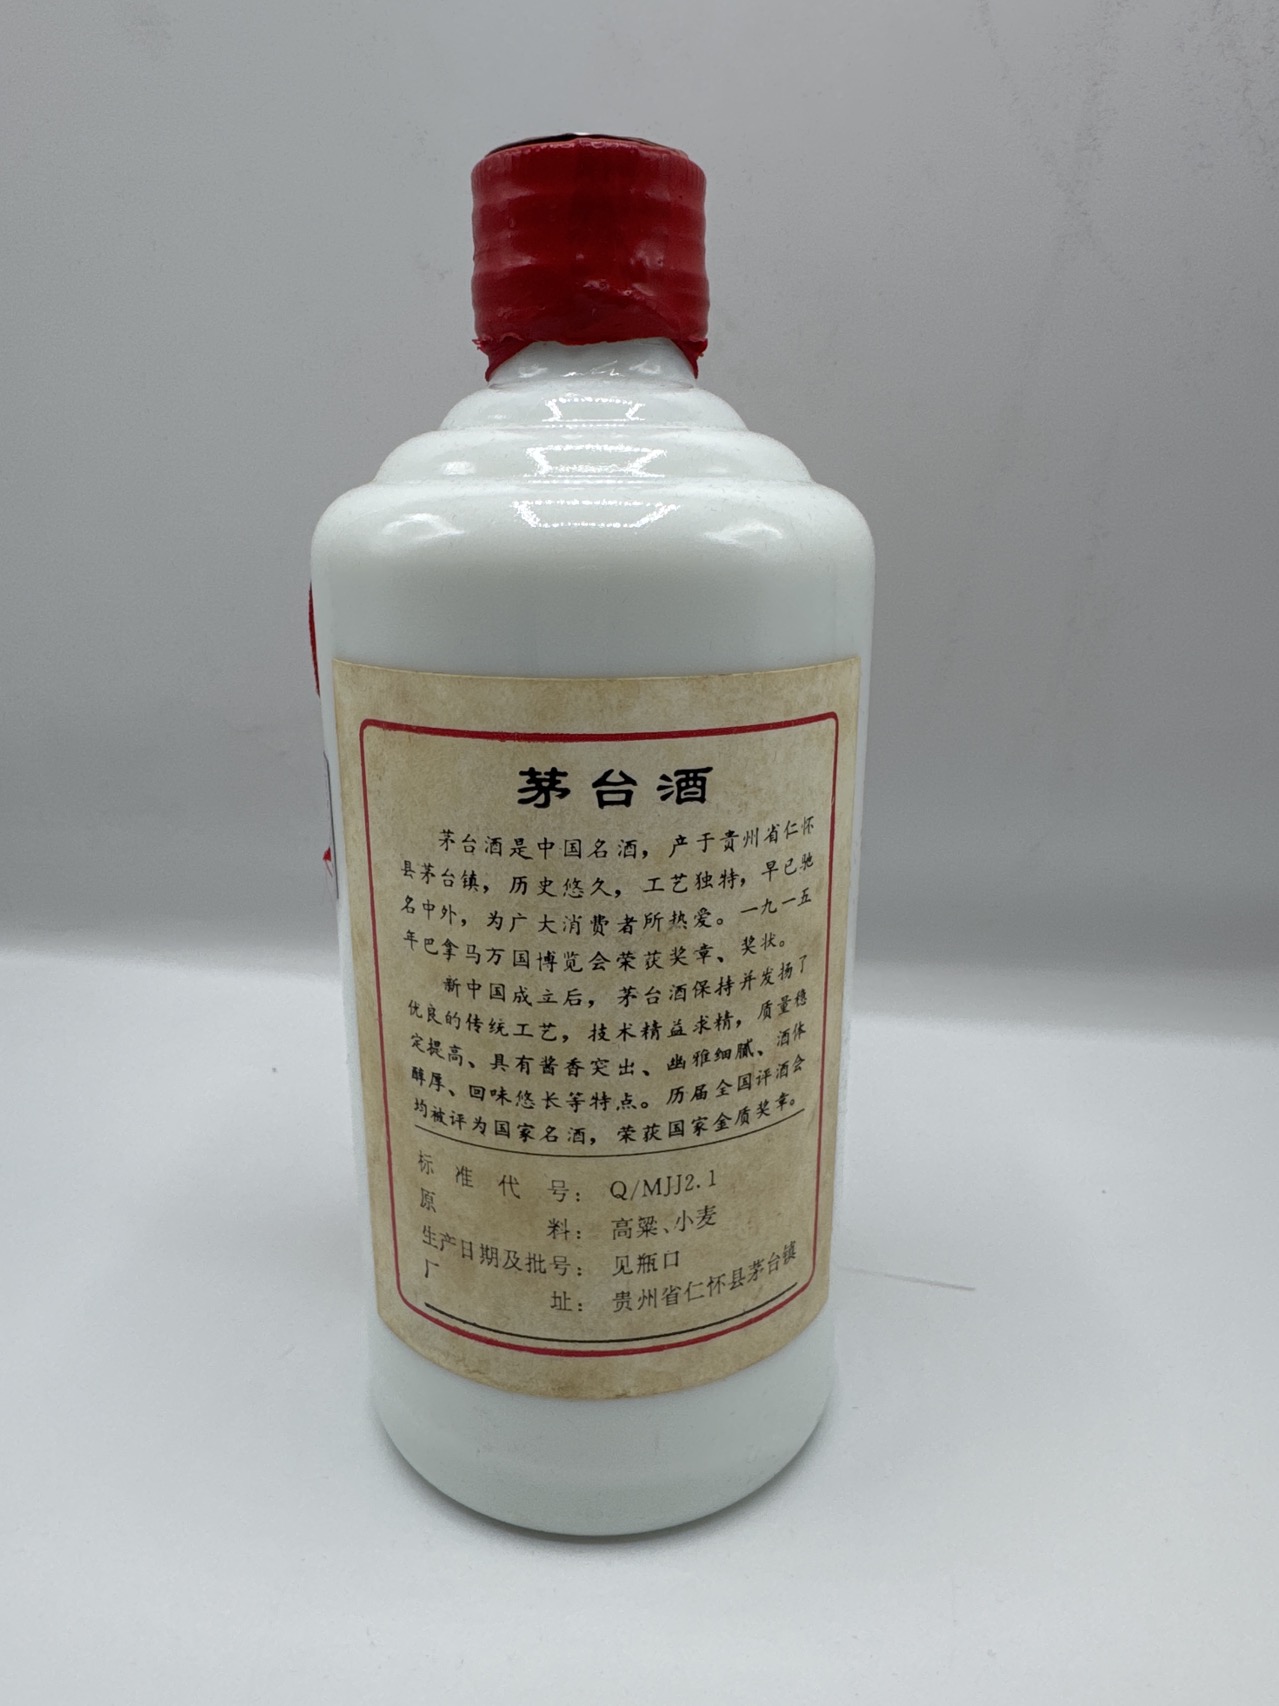 茅台酒
茅台酒是中国名酒，产于贵州省仁怀
县茅台镇，历史悠久，工艺独特，早已驰
名中外，为广大消费者所热爱。一九一五
年巴拿马万国博览会荣获奖章、奖状。
新中国成立后，茅台酒保持并发扬了
优良的传统工艺，技术精益求精，质量稳
定提高、具有酱香突出、幽雅细腻、酒体
醇厚、回味悠长等特点。历届全国评酒会
均被评为国家名酒，荣获国家金质奖章。
标准代号：Q/MJJ2.1
原料：高粱、小麦
生产日期及批号：见瓶口
厂址：贵州省仁怀县茅台镇